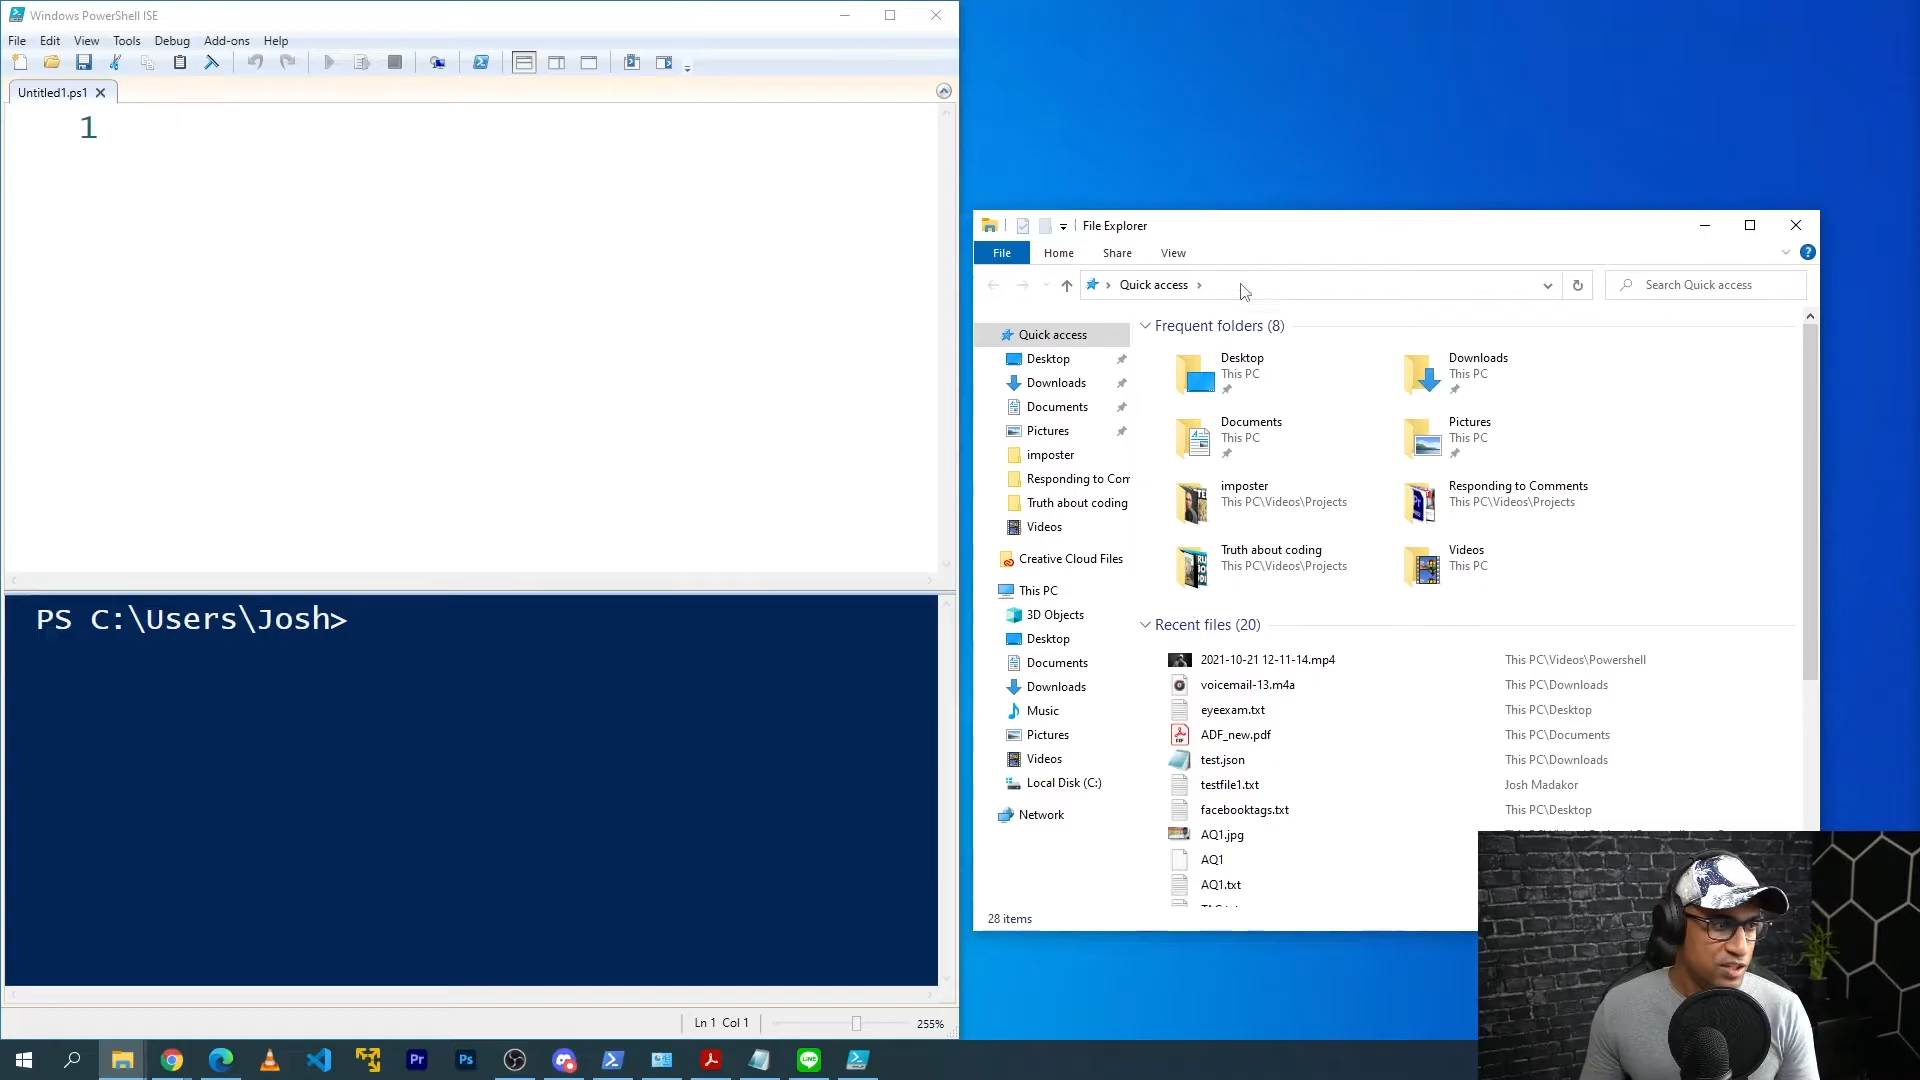 Windows PowerShell ISE
File Edit View Tools Debug Add-ons Help
Untitled1.ps1
1
PS C:\Users\Josh>
Ln 1 Col 1
255%
File Explorer
File Home Share View
Quick access
Search Quick access
Quick access
Desktop
Downloads
Documents
Pictures
imposter
Responding to Com
Truth about coding
Videos
Creative Cloud Files
This PC
3D Objects
Desktop
Documents
Downloads
Music
Pictures
Videos
Local Disk (C:)
Network
Frequent folders (8)
Desktop
This PC
Downloads
This PC
Documents
This PC
Pictures
This PC
imposter
This PC\Videos\Projects
Responding to Comments
This PC\Videos\Projects
Truth about coding
This PC\Videos\Projects
Videos
This PC
Recent files (20)
2021-10-21 12-11-14.mp4 This PC\Videos\Powershell
voicemail-13.m4a This PC\Downloads
eyeexam.txt This PC\Desktop
ADF_new.pdf This PC\Documents
test.json This PC\Downloads
testfile1.txt Josh Madakor
facebooktags.txt This PC\Desktop
AQ1.jpg
AQ1
AQ1.txt
28 items
Pr
Ps
LINE